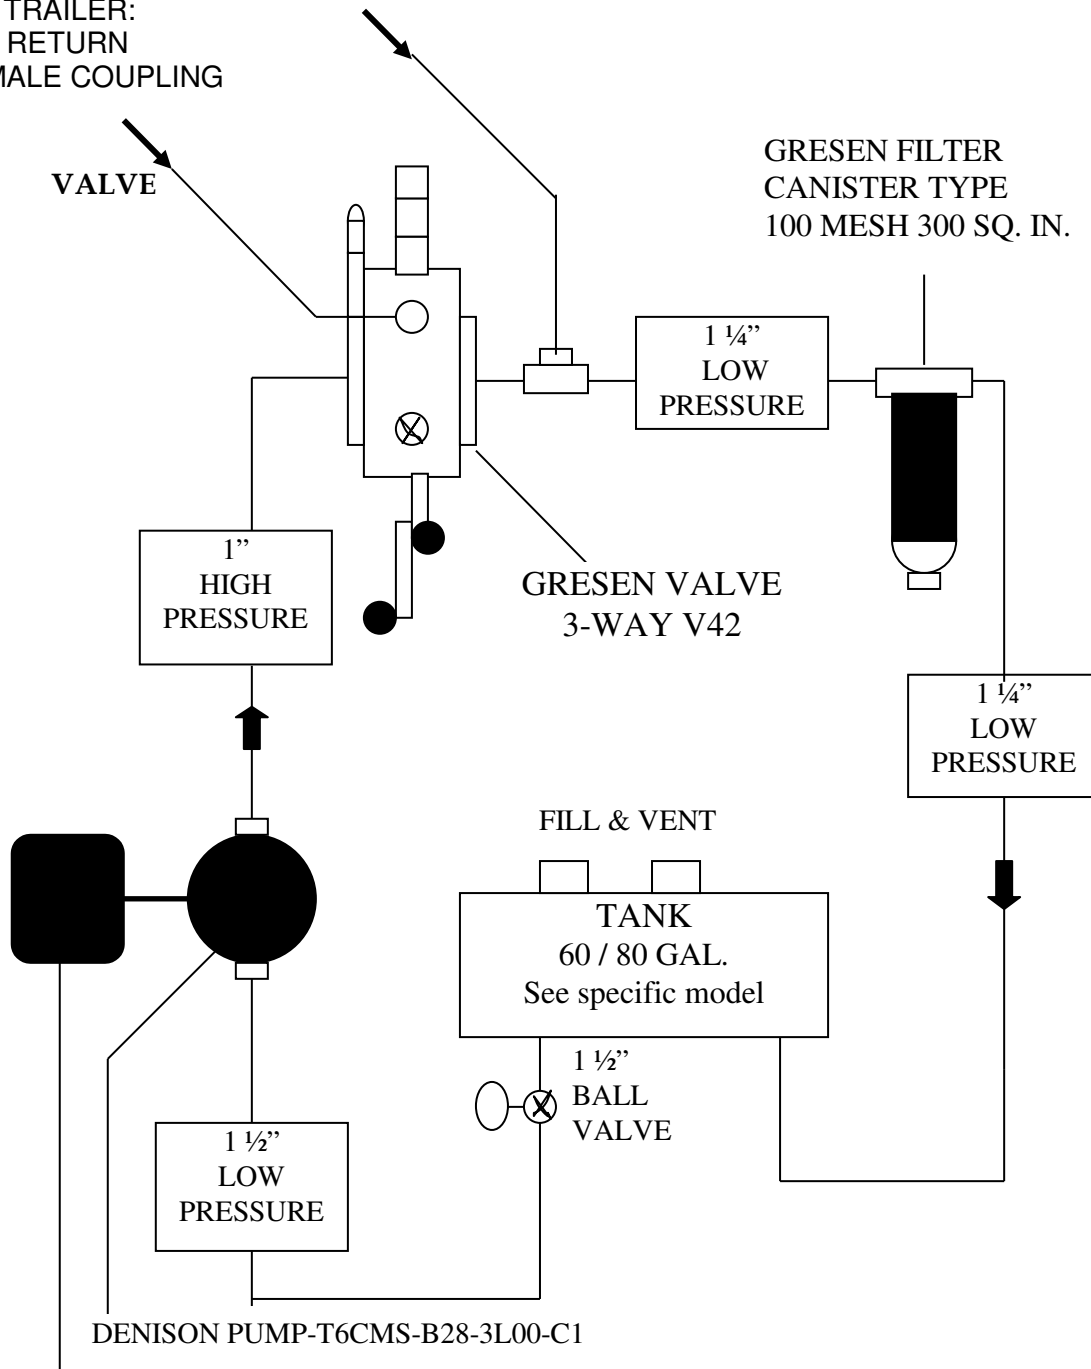 TRAILER:
RETURN
MALE COUPLING
VALVE
GRESEN FILTER
CANISTER TYPE
100 MESH 300 SQ. IN.
1 ¼”
LOW
PRESSURE
1”
HIGH
PRESSURE
GRESEN VALVE
3-WAY V42
1 ¼”
LOW
PRESSURE
FILL & VENT
TANK
60 / 80 GAL.
See specific model
1 ½”
BALL
VALVE
1 ½”
LOW
PRESSURE
DENISON PUMP-T6CMS-B28-3L00-C1